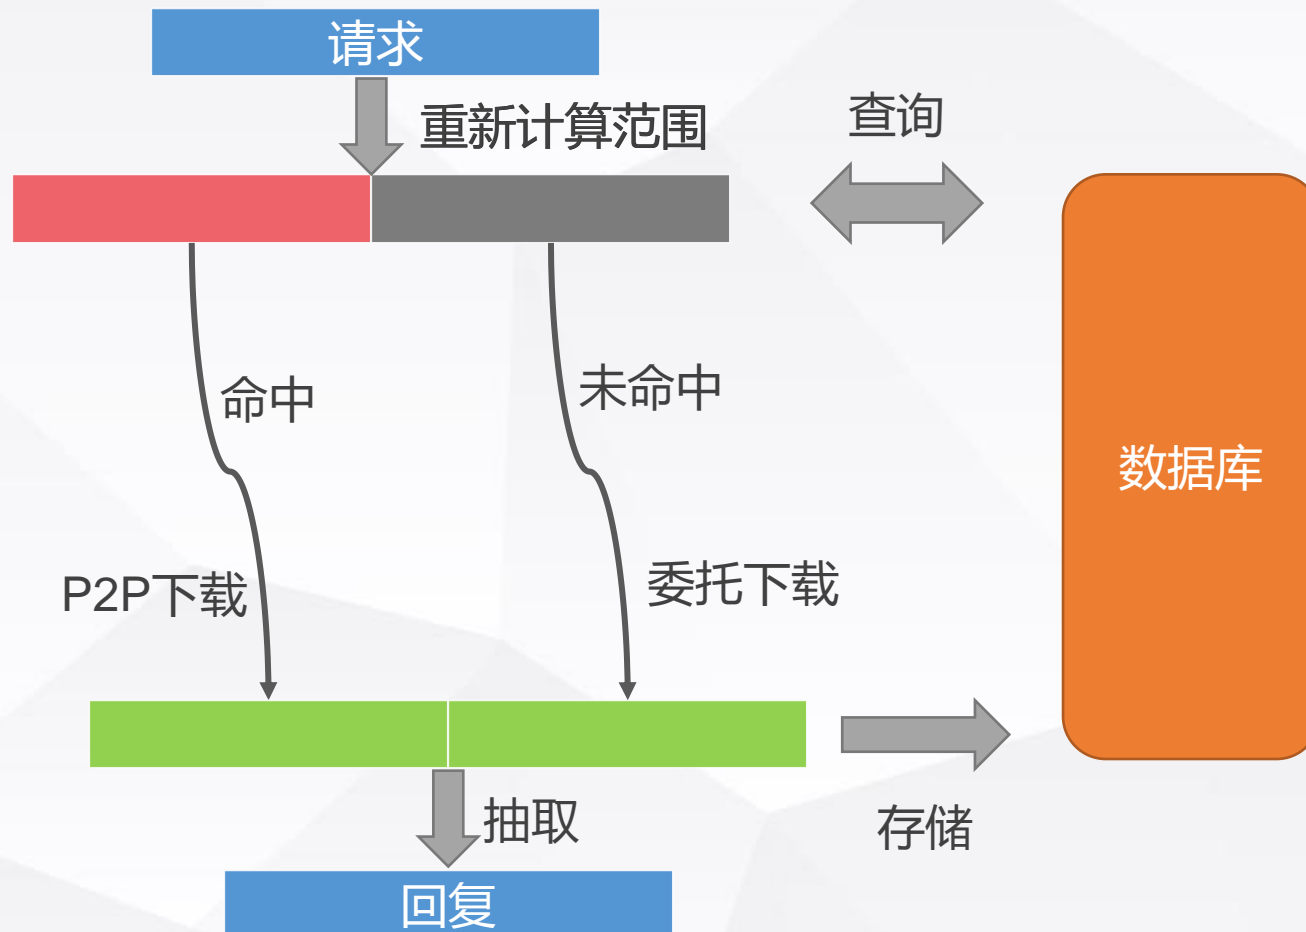 请求
重新计算范围
查询
命中
未命中
数据库
P2P下载
委托下载
抽取
存储
回复